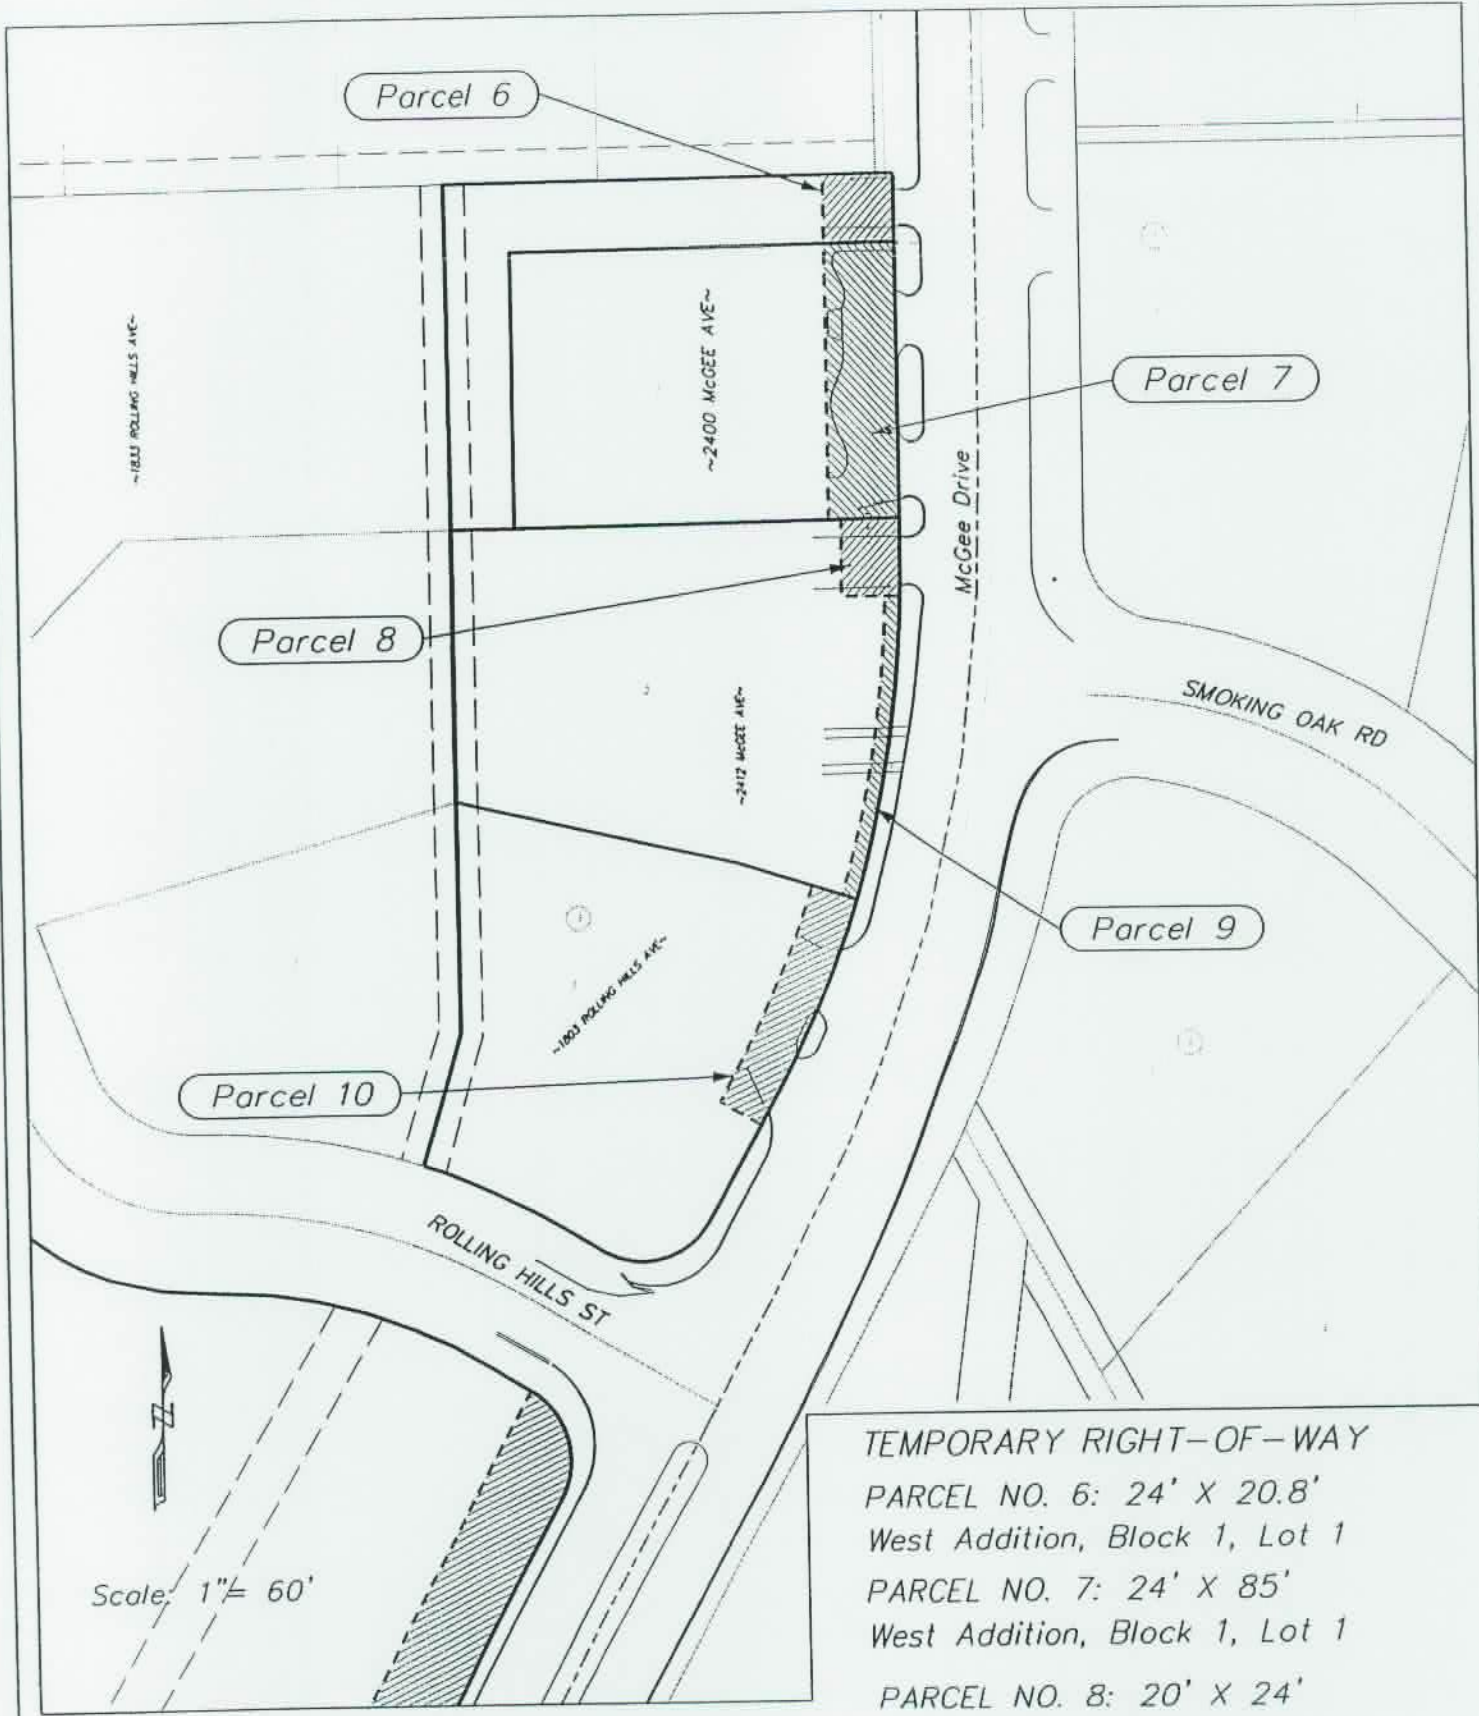 Parcel 6
~1833 ROLLING HILLS AVE~
~2400 McGEE AVE~
Parcel 7
McGee Drive
Parcel 8
~2412 McGEE AVE~
SMOKING OAK RD
Parcel 9
~1803 ROLLING HILLS AVE~
Parcel 10
ROLLING HILLS ST
N
Scale: 1"= 60'
TEMPORARY RIGHT-OF-WAY
PARCEL NO. 6: 24' X 20.8'
West Addition, Block 1, Lot 1
PARCEL NO. 7: 24' X 85'
West Addition, Block 1, Lot 1
PARCEL NO. 8: 20' X 24'